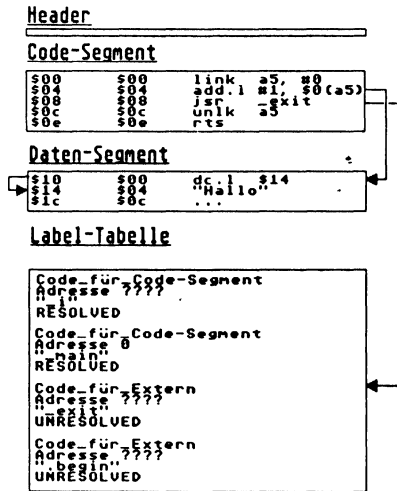 Header
Code-Segment
$00 $00 link a5, #0
$04 $04 add.l #1, $0(a5)
$08 $08 jsr _exit
$0c $0c unlk a5
$0e $0e rts
Daten-Segment
$10 $00 dc.l $14
$14 $04 "Hallo"
$1c $0c ...
Label-Tabelle
Code_für_Code-Segment
Adresse ????
"_i"
RESOLVED
Code_für_Code-Segment
Adresse 0
"_main"
RESOLVED
Code_für_Extern
Adresse ????
"_exit"
UNRESOLVED
Code_für_Extern
Adresse ????
".begin"
UNRESOLVED